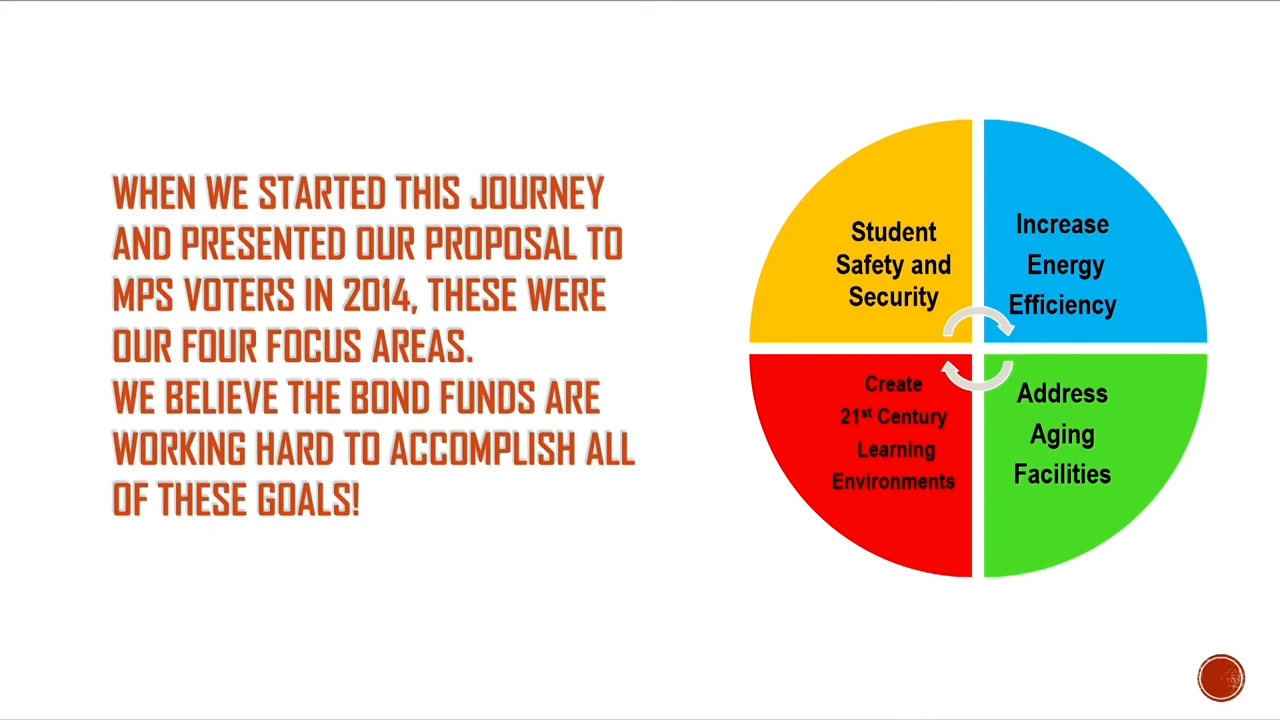 WHEN WE STARTED THIS JOURNEY
AND PRESENTED OUR PROPOSAL TO
MPS VOTERS IN 2014, THESE WERE
OUR FOUR FOCUS AREAS.
WE BELIEVE THE BOND FUNDS ARE
WORKING HARD TO ACCOMPLISH ALL
OF THESE GOALS!
Student
Safety and
Security
Increase
Energy
Efficiency
Create
21st Century
Learning
Environments
Address
Aging
Facilities